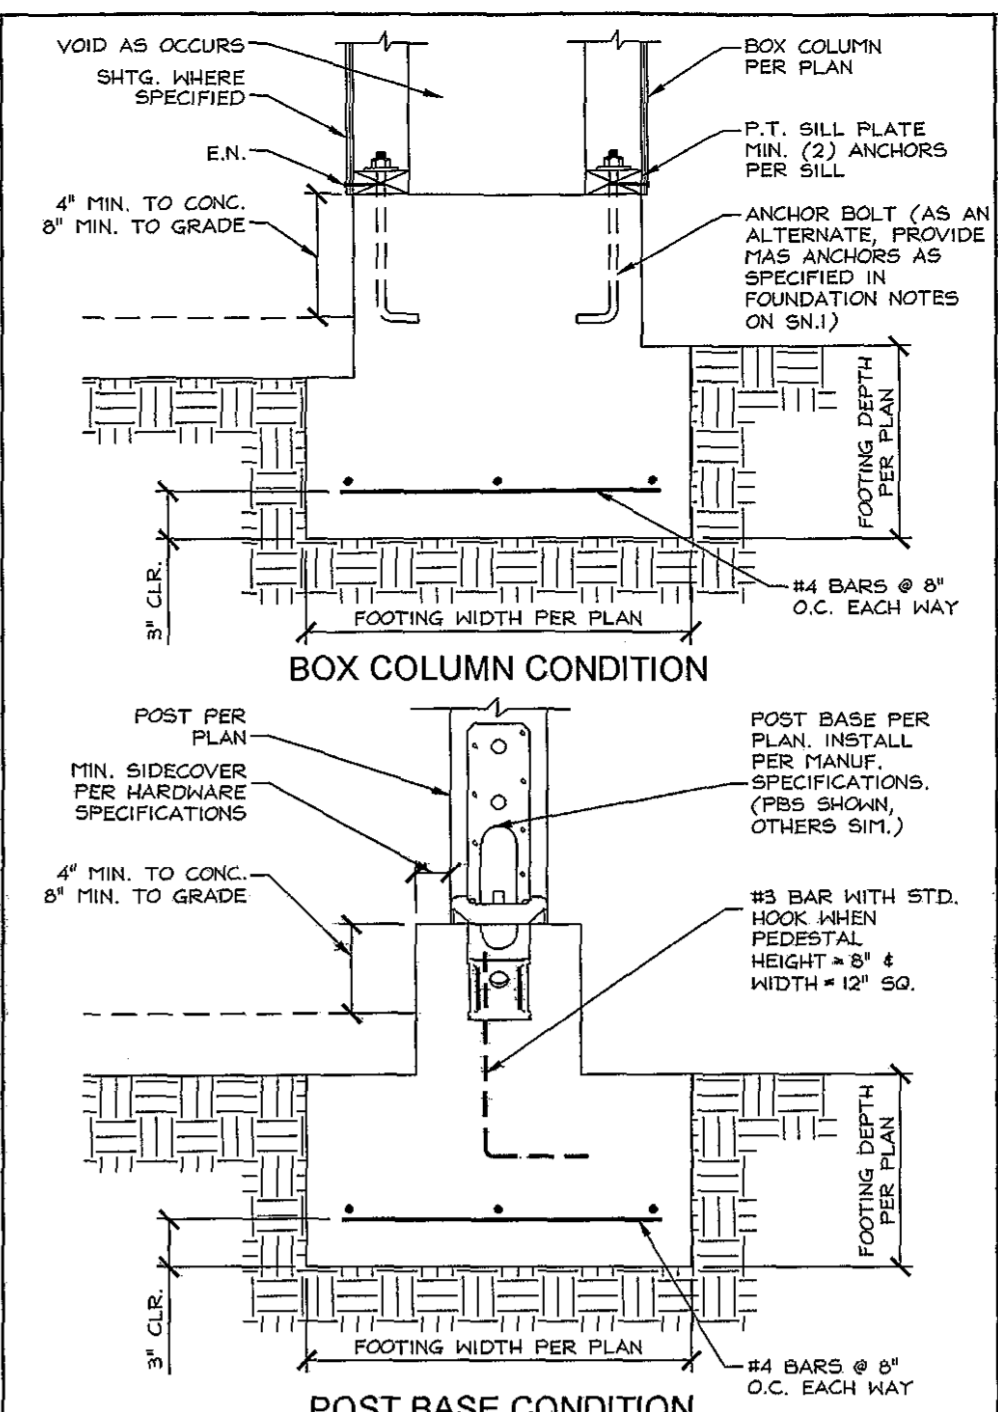 VOID AS OCCURS
SHTG. WHERE
SPECIFIED
E.N.
4" MIN. TO CONC.
8" MIN. TO GRADE
BOX COLUMN
PER PLAN
P.T. SILL PLATE
MIN. (2) ANCHORS
PER SILL
ANCHOR BOLT (AS AN
ALTERNATE, PROVIDE
MAS ANCHORS AS
SPECIFIED IN
FOUNDATION NOTES
ON SN.1)
FOOTING DEPTH
PER PLAN
3" CLR.
#4 BARS @ 8"
O.C. EACH WAY
FOOTING WIDTH PER PLAN
BOX COLUMN CONDITION
POST PER
PLAN
MIN. SIDECOVER
PER HARDWARE
SPECIFICATIONS
4" MIN. TO CONC.
8" MIN. TO GRADE
POST BASE PER
PLAN. INSTALL
PER MANUF.
SPECIFICATIONS.
(PBS SHOWN,
OTHERS SIM.)
#3 BAR WITH STD.
HOOK WHEN
PEDESTAL
HEIGHT 8" &
WIDTH 12" SQ.
FOOTING DEPTH
PER PLAN
3" CLR.
FOOTING WIDTH PER PLAN
#4 BARS @ 8"
O.C. EACH WAY
POST BASE CONDITION